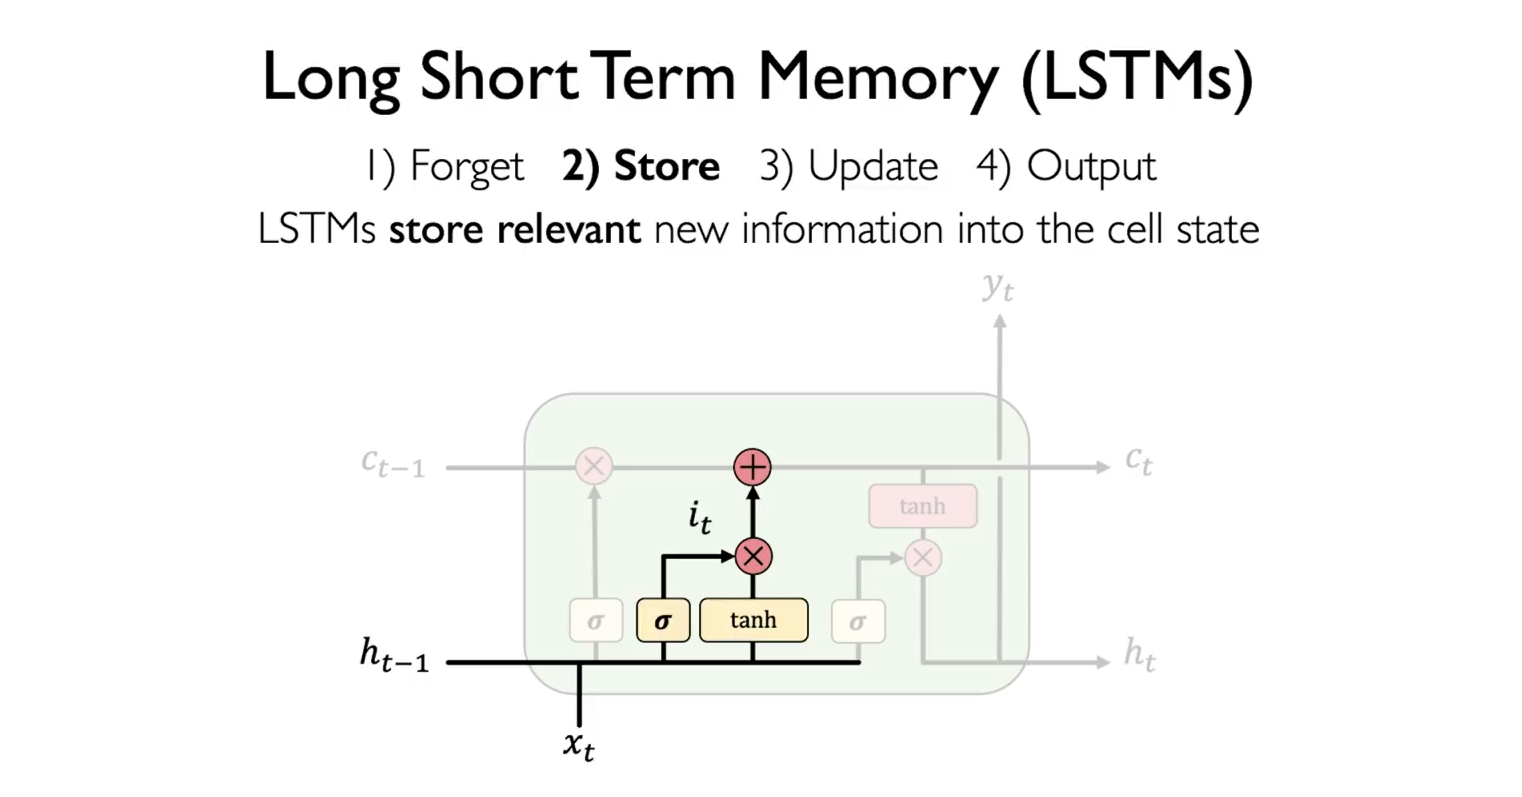 Long Short Term Memory (LSTMs)
1) Forget 2) Store 3) Update 4) Output
LSTMs store relevant new information into the cell state
y_t
c_{t−1}
c_t
tanh
i_t
σ
σ
tanh
σ
h_{t−1}
h_t
x_t